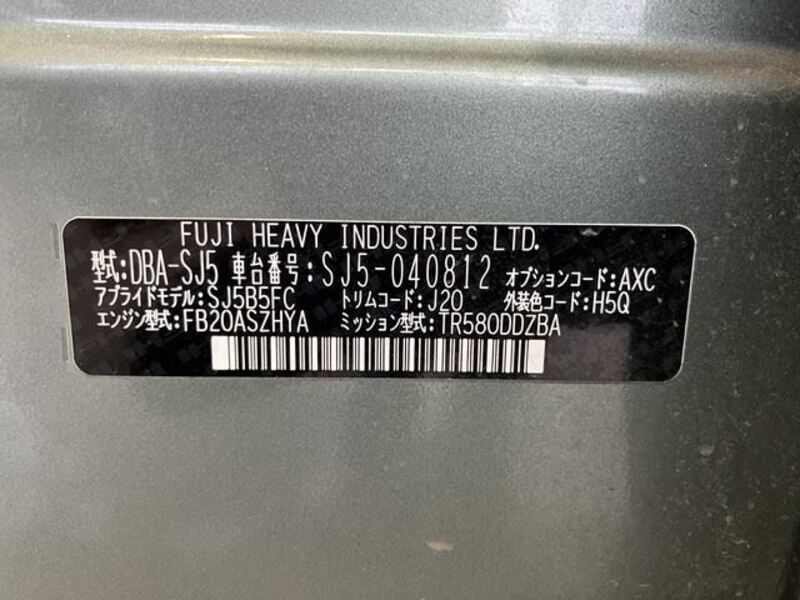 FUJI HEAVY INDUSTRIES LTD.
型式:DBA-SJ5 車台番号:SJ5-040812 オプションコード:AXC
アプライドモデル:SJ5B5FC トリムコード:J20 外装色コード:H5Q
エンジン型式:FB20ASZHYA ミッション型式:TR580DDZBA